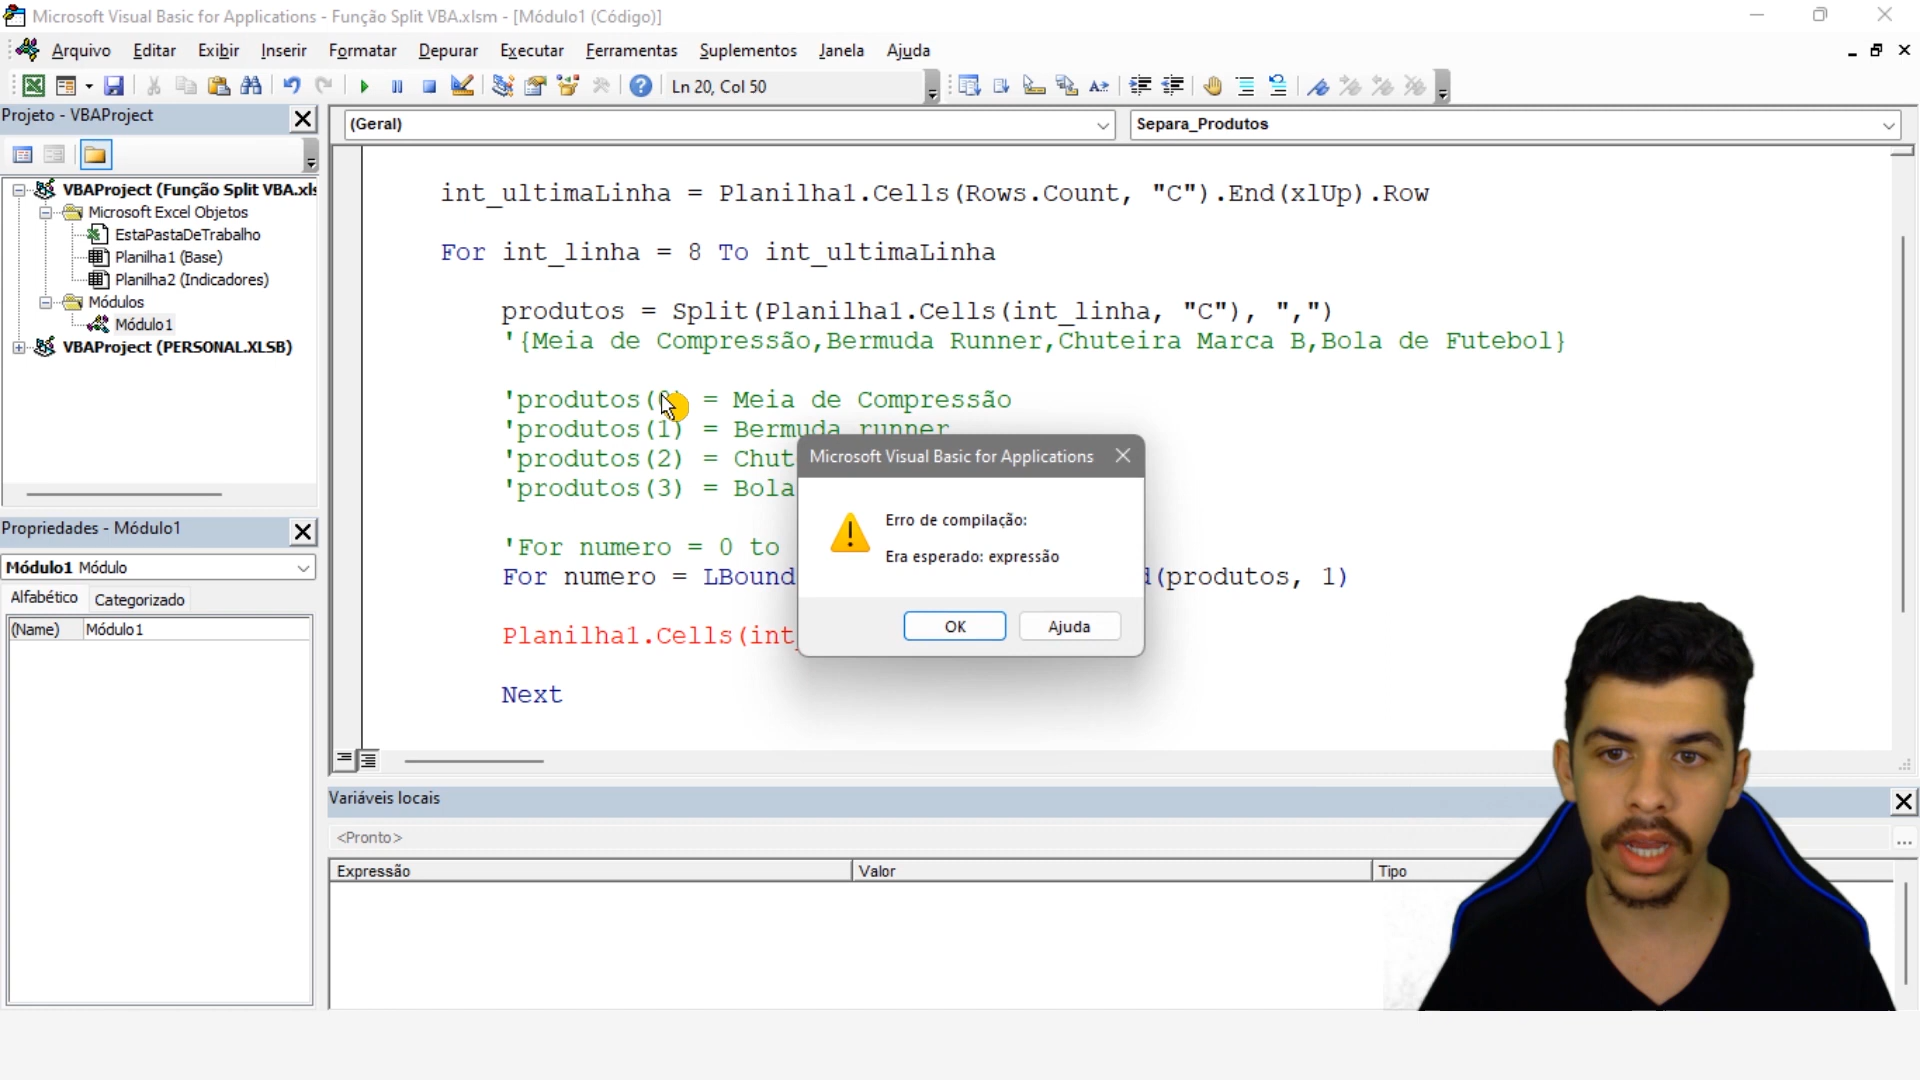 Microsoft Visual Basic for Applications - Função Split VBA.xlsm - [Módulo1 (Código)]
Arquivo Editar Exibir Inserir Formatar Depurar Executar Ferramentas Suplementos Janela Ajuda
Ln 20, Col 50
Projeto - VBAProject
VBAProject (Função Split VBA.xls
Microsoft Excel Objetos
EstaPastaDeTrabalho
Planilha1 (Base)
Planilha2 (Indicadores)
Módulos
Módulo1
VBAProject (PERSONAL.XLSB)
Propriedades - Módulo1
Módulo1 Módulo
Alfabético Categorizado
(Name) Módulo1
(Geral) Separa_Produtos
int_ultimaLinha = Planilha1.Cells(Rows.Count, "C").End(xlUp).Row
For int_linha = 8 To int_ultimaLinha
produtos = Split(Planilha1.Cells(int_linha, "C"), ",")
'{Meia de Compressão,Bermuda Runner,Chuteira Marca B,Bola de Futebol}
'produtos(0) = Meia de Compressão
'produtos(1) = Bermuda runner
'produtos(2) = Chut
'produtos(3) = Bola
'For numero = 0 to
For numero = LBound (produtos, 1)
Planilha1.Cells(int_
Next
Microsoft Visual Basic for Applications
Erro de compilação:
Era esperado: expressão
OK Ajuda
Variáveis locais
<Pronto>
...
Expressão Valor Tipo